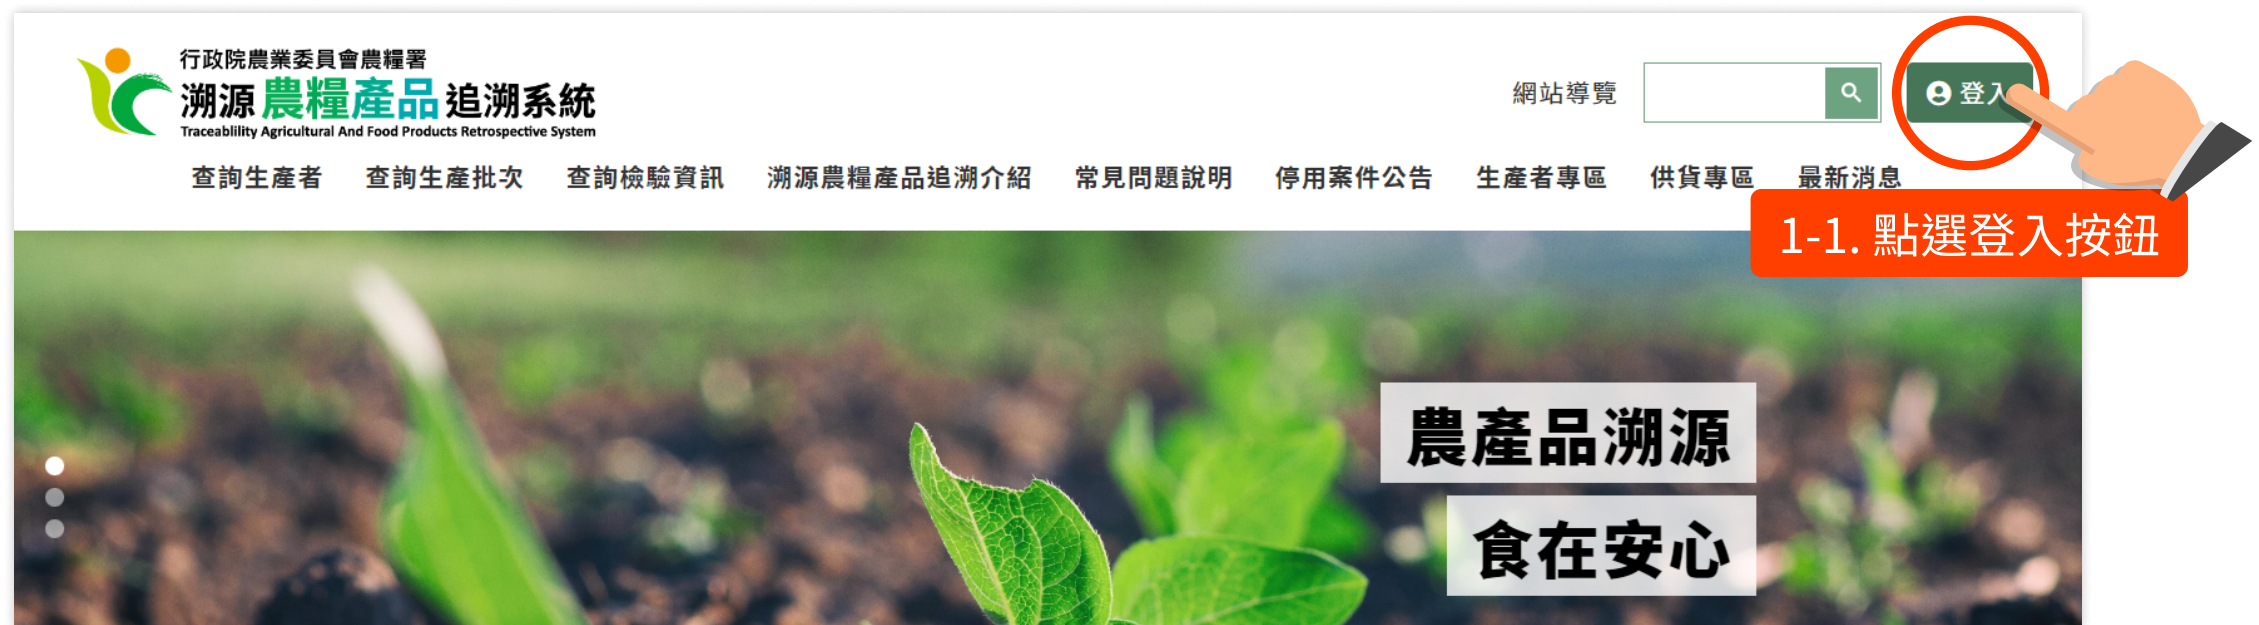 行政院農業委員會農糧署
溯源農糧產品追溯系統
Traceablility Agricultural And Food Products Retrospective System
網站導覽
登入
查詢生產者 查詢生產批次 查詢檢驗資訊 溯源農糧產品追溯介紹 常見問題說明 停用案件公告 生產者專區 供貨專區 最新消息
1-1. 點選登入按鈕
農產品溯源
食在安心